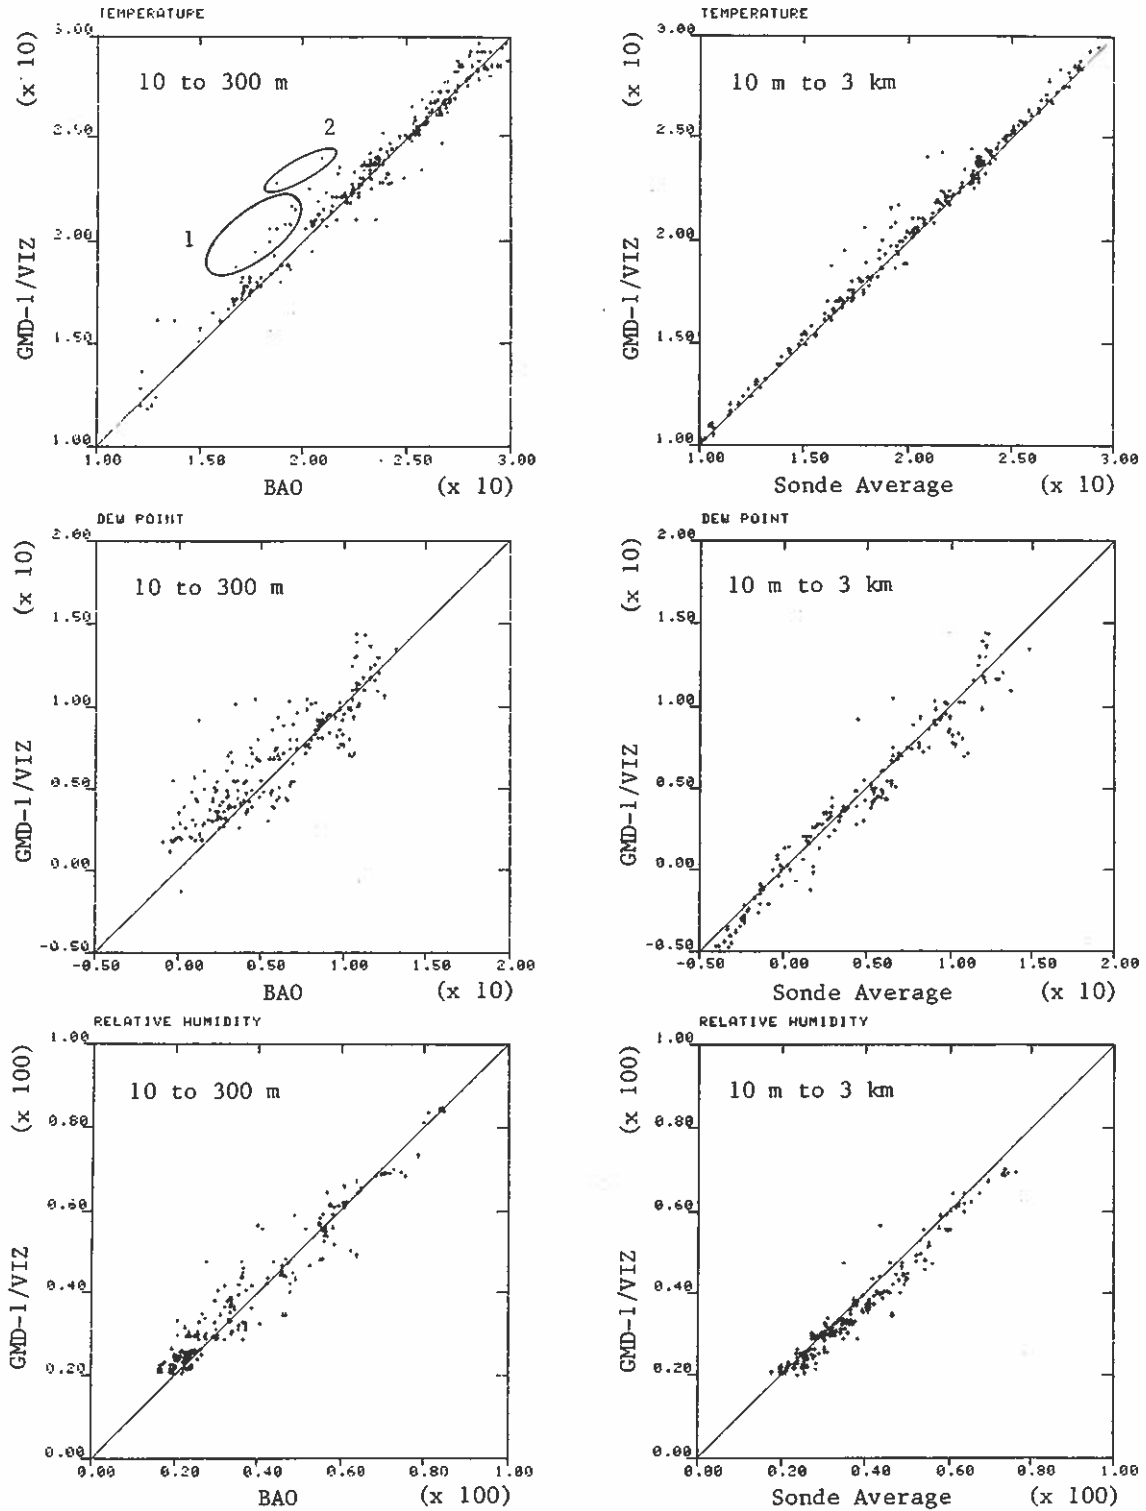 TEMPERATURE
3.00
(x 10)
10 to 300 m
2
2.50
1
2.00
GMD-1/VIZ
1.50
1.00
1.00 1.50 2.00 2.50 3.00
BAO (x 10)
TEMPERATURE
3.00
(x 10)
10 m to 3 km
2.50
2.00
GMD-1/VIZ
1.50
1.00
1.00 1.50 2.00 2.50 3.00
Sonde Average (x 10)
DEW POINT
2.00
(x 10)
10 to 300 m
1.50
1.00
GMD-1/VIZ
0.50
0.00
-0.50
-0.50 0.00 0.50 1.00 1.50 2.00
BAO (x 10)
DEW POINT
2.00
(x 10)
10 m to 3 km
1.50
1.00
GMD-1/VIZ
0.50
0.00
-0.50
-0.50 0.00 0.50 1.00 1.50 2.00
Sonde Average (x 10)
RELATIVE HUMIDITY
1.00
(x 100)
10 to 300 m
0.80
0.60
GMD-1/VIZ
0.40
0.20
0.00
0.00 0.20 0.40 0.60 0.80 1.00
BAO (x 100)
RELATIVE HUMIDITY
1.00
(x 100)
10 m to 3 km
0.80
0.60
GMD-1/VIZ
0.40
0.20
0.00
0.00 0.20 0.40 0.60 0.80 1.00
Sonde Average (x 100)